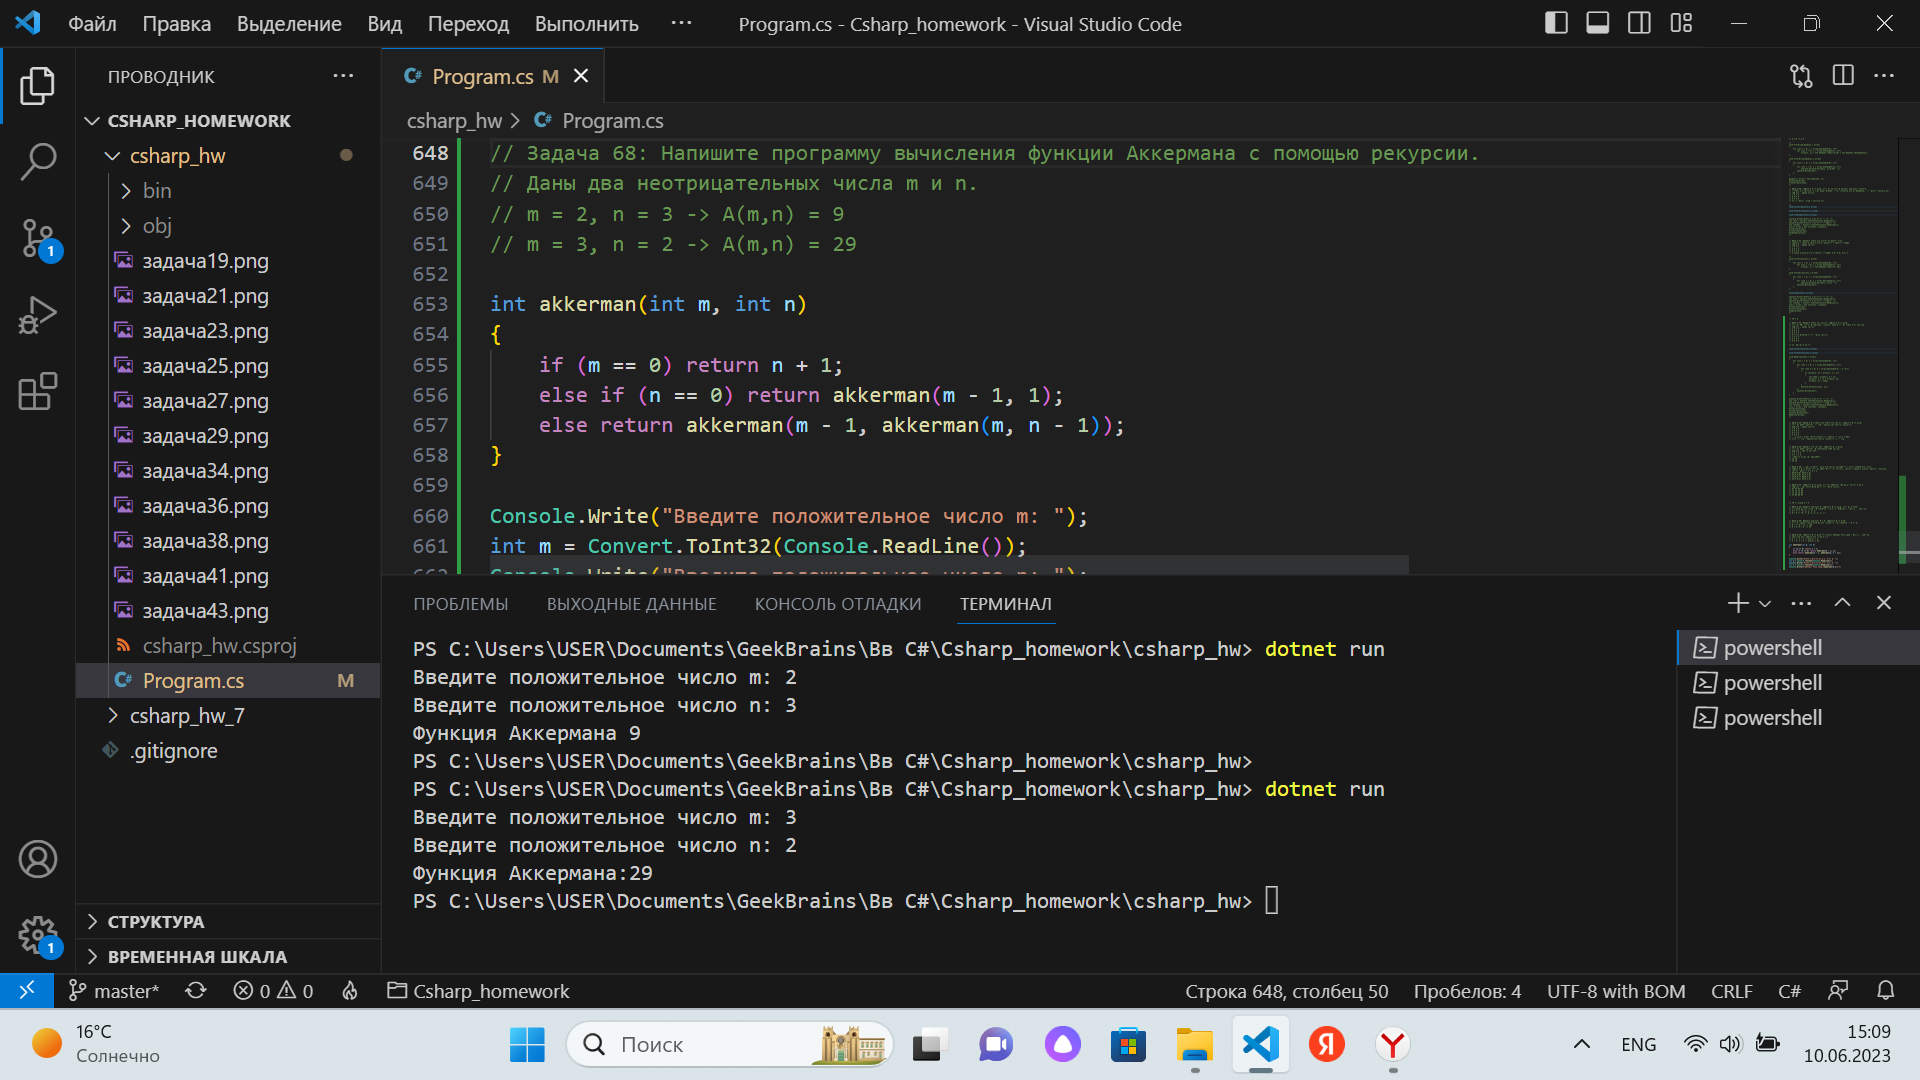 Файл Правка Выделение Вид Переход Выполнить ··· Program.cs - Csharp_homework - Visual Studio Code
ПРОВОДНИК ···
CSHARP_HOMEWORK
csharp_hw
bin
obj
задача19.png
задача21.png
задача23.png
задача25.png
задача27.png
задача29.png
задача34.png
задача36.png
задача38.png
задача41.png
задача43.png
csharp_hw.csproj
Program.cs M
csharp_hw_7
.gitignore
СТРУКТУРА
ВРЕМЕННАЯ ШКАЛА
1
1
Program.cs M
csharp_hw > Program.cs
648 // Задача 68: Напишите программу вычисления функции Аккермана с помощью рекурсии.
649 // Даны два неотрицательных числа m и n.
650 // m = 2, n = 3 -> A(m,n) = 9
651 // m = 3, n = 2 -> A(m,n) = 29
652
653 int akkerman(int m, int n)
654 {
655 if (m == 0) return n + 1;
656 else if (n == 0) return akkerman(m - 1, 1);
657 else return akkerman(m - 1, akkerman(m, n - 1));
658 }
659
660 Console.Write("Введите положительное число m: ");
661 int m = Convert.ToInt32(Console.ReadLine());
662 Console.Write("Введите положительное число n: ");
ПРОБЛЕМЫ ВЫХОДНЫЕ ДАННЫЕ КОНСОЛЬ ОТЛАДКИ ТЕРМИНАЛ
PS C:\Users\USER\Documents\GeekBrains\Вв C#\Csharp_homework\csharp_hw> dotnet run
Введите положительное число m: 2
Введите положительное число n: 3
Функция Аккермана 9
PS C:\Users\USER\Documents\GeekBrains\Вв C#\Csharp_homework\csharp_hw>
PS C:\Users\USER\Documents\GeekBrains\Вв C#\Csharp_homework\csharp_hw> dotnet run
Введите положительное число m: 3
Введите положительное число n: 2
Функция Аккермана:29
PS C:\Users\USER\Documents\GeekBrains\Вв C#\Csharp_homework\csharp_hw>
powershell
powershell
powershell
master* 0 0 Csharp_homework Строка 648, столбец 50 Пробелов: 4 UTF-8 with BOM CRLF C#
16°C
Солнечно
Поиск
ENG
15:09
10.06.2023